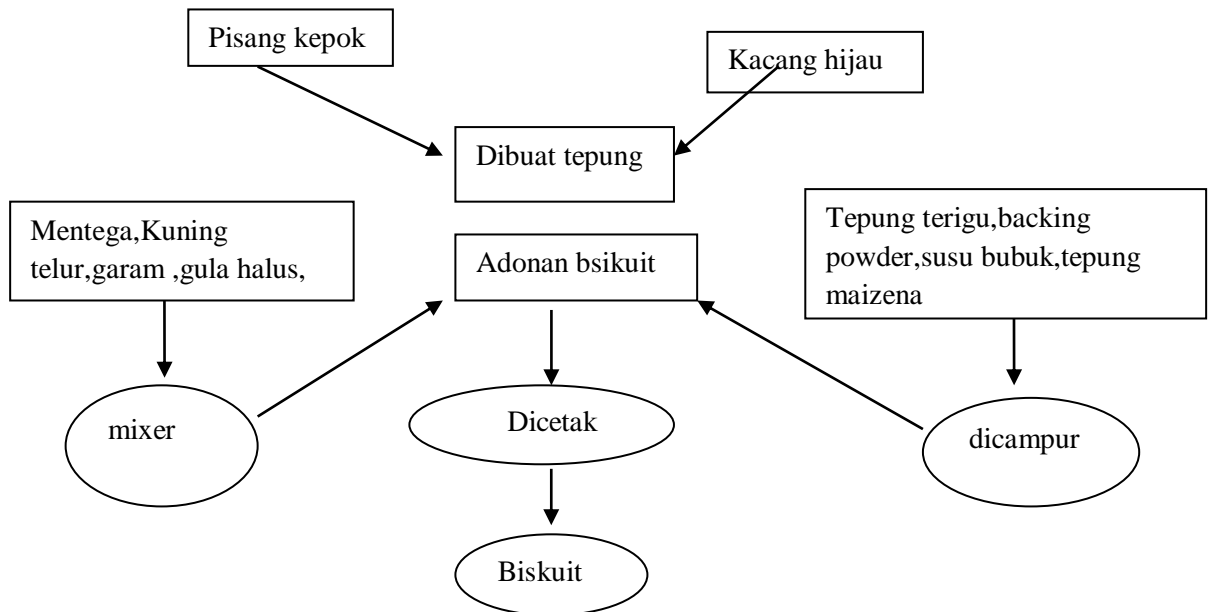 Pisang kepok
Kacang hijau
Dibuat tepung
Mentega,Kuning
telur,garam ,gula halus,
Adonan bsikuit
Tepung terigu,backing
powder,susu bubuk,tepung
maizena
mixer
Dicetak
dicampur
Biskuit